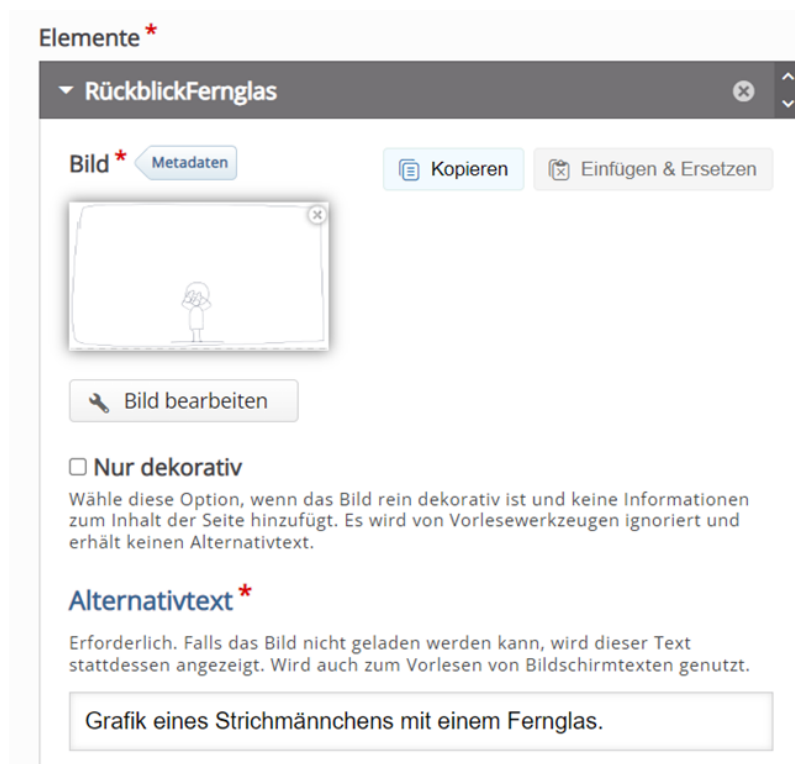 Elemente *
RückblickFernglas
Bild * Metadaten Kopieren Einfügen & Ersetzen
Bild bearbeiten
Nur dekorativ
Wähle diese Option, wenn das Bild rein dekorativ ist und keine Informationen
zum Inhalt der Seite hinzufügt. Es wird von Vorlesewerkzeugen ignoriert und
erhält keinen Alternativtext.
Alternativtext *
Erforderlich. Falls das Bild nicht geladen werden kann, wird dieser Text
stattdessen angezeigt. Wird auch zum Vorlesen von Bildschirmtexten genutzt.
Grafik eines Strichmännchens mit einem Fernglas.